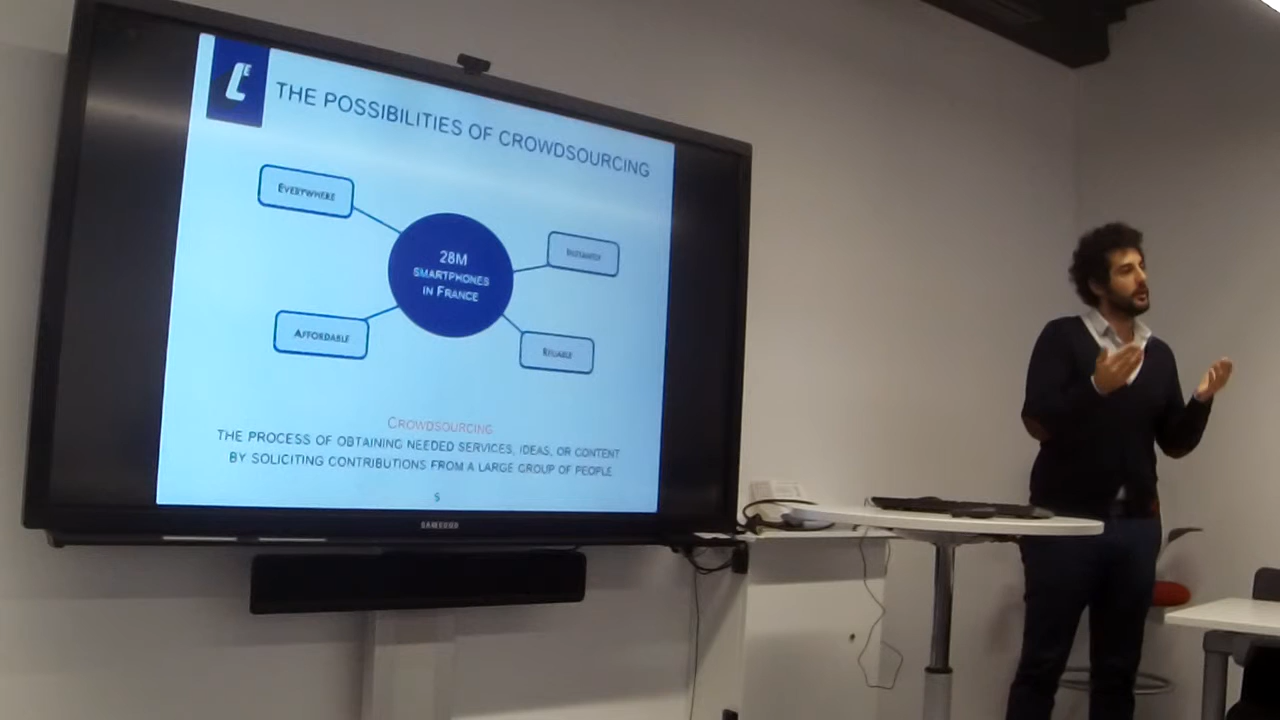 LE
THE POSSIBILITIES OF CROWDSOURCING
EVERYWHERE
28M
SMARTPHONES
IN FRANCE
AFFORDABLE
RELIABLE
CROWDSOURCING
THE PROCESS OF OBTAINING NEEDED SERVICES, IDEAS, OR CONTENT
BY SOLICITING CONTRIBUTIONS FROM A LARGE GROUP OF PEOPLE
5
SAMSUNG